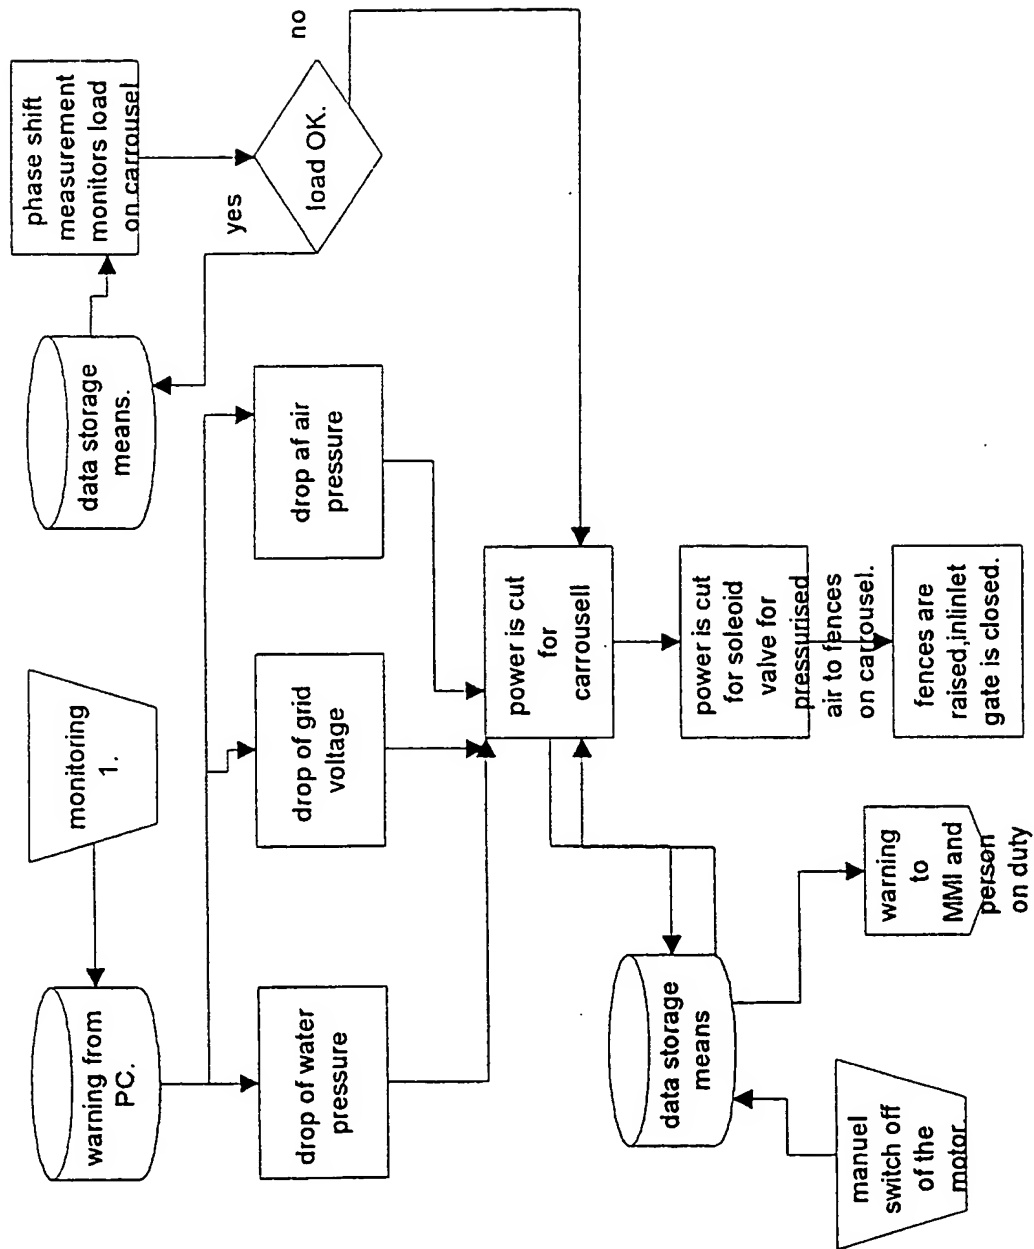 warning from
PC.
monitoring
1.
data storage
means.
phase shift
measurement
monitors load
on carrousel
drop of water
pressure
drop of grid
voltage
drop af air
pressure
yes
load OK.
no
power is cut
for
carrousell
data storage
means
power is cut
for soleoid
valve for
pressurised
air to fences
on carrousel.
manuel
switch off
of the
motor.
warning
to
MMI and
person
on duty
fences are
raised,inlinlet
gate is closed.